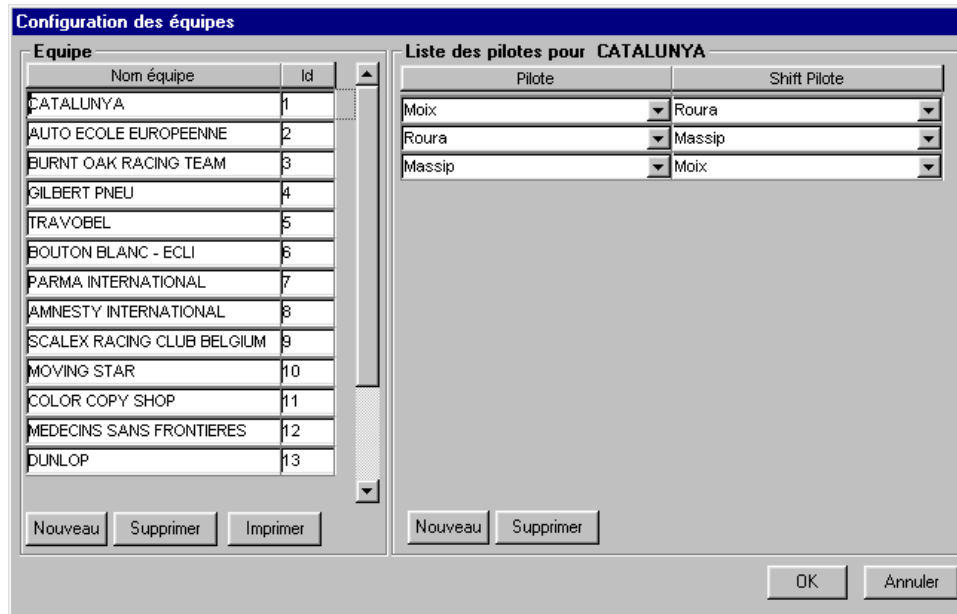 Configuration des équipes
Equipe
Nom équipe Id
CATALUNYA 1
AUTO ECOLE EUROPEENNE 2
BURNT OAK RACING TEAM 3
GILBERT PNEU 4
TRAVOBEL 5
BOUTON BLANC - ECLI 6
PARMA INTERNATIONAL 7
AMNESTY INTERNATIONAL 8
SCALEX RACING CLUB BELGIUM 9
MOVING STAR 10
COLOR COPY SHOP 11
MEDECINS SANS FRONTIERES 12
DUNLOP 13
Nouveau Supprimer Imprimer
Liste des pilotes pour CATALUNYA
Pilote Shift Pilote
Moix Roura
Roura Massip
Massip Moix
Nouveau Supprimer
OK Annuler